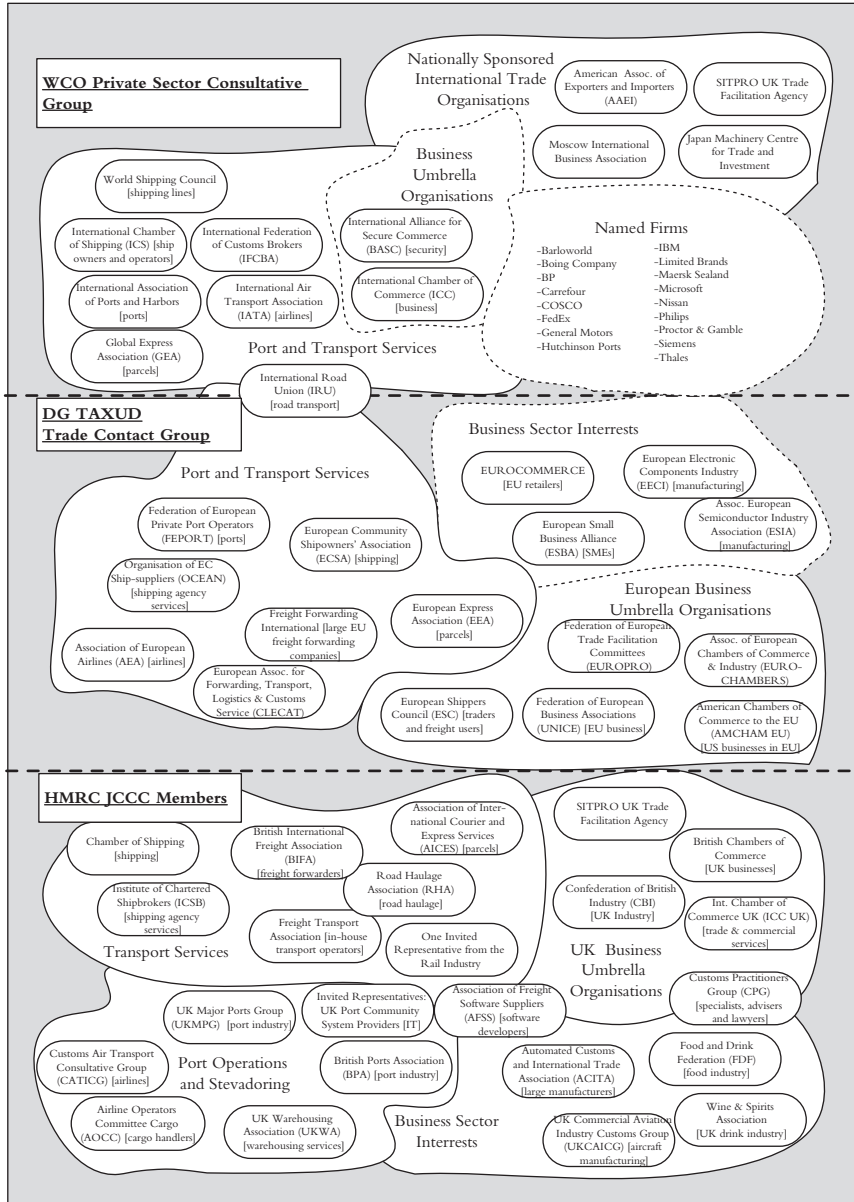 WCO Private Sector Consultative
Group
Nationally Sponsored
International Trade
Organisations
American Assoc. of
Exporters and Importers
(AAEI)
SITPRO UK Trade
Facilitation Agency
Moscow International
Business Association
Japan Machinery Centre
for Trade and
Investment
Business
Umbrella
Organisations
World Shipping Council
[shipping lines]
International Chamber
of Shipping (ICS) [ship
owners and operators]
International Federation
of Customs Brokers
(IFCBA)
International Alliance for
Secure Commerce
(BASC) [security]
International Association
of Ports and Harbors
[ports]
International Air
Transport Association
(IATA) [airlines]
International Chamber of
Commerce (ICC)
[business]
Global Express
Association (GEA)
[parcels]
Port and Transport Services
Named Firms
-Barloworld
-Boing Company
-BP
-Carrefour
-COSCO
-FedEx
-General Motors
-Hutchinson Ports
-IBM
-Limited Brands
-Maersk Sealand
-Microsoft
-Nissan
-Philips
-Proctor & Gamble
-Siemens
-Thales
International Road
Union (IRU)
[road transport]
DG TAXUD
Trade Contact Group
Port and Transport Services
Federation of European
Private Port Operators
(FEPORT) [ports]
European Community
Shipowners' Association
(ECSA) [shipping]
Organisation of EC
Ship-suppliers (OCEAN)
[shipping agency
services]
Association of European
Airlines (AEA) [airlines]
Freight Forwarding
International [large EU
freight forwarding
companies]
European Express
Association (EEA)
[parcels]
European Assoc. for
Forwarding, Transport,
Logistics & Customs
Service (CLECAT)
Business Sector Interrests
EUROCOMMERCE
[EU retailers]
European Electronic
Components Industry
(EECI) [manufacturing]
European Small
Business Alliance
(ESBA) [SMEs]
Assoc. European
Semiconductor Industry
Association (ESIA)
[manufacturing]
European Business
Umbrella Organisations
Federation of European
Trade Facilitation
Committees
(EUROPRO)
Assoc. of European
Chambers of Commerce
& Industry (EURO-
CHAMBERS)
European Shippers
Council (ESC) [traders
and freight users]
Federation of European
Business Associations
(UNICE) [EU business]
American Chambers of
Commerce to the EU
(AMCHAM EU)
[US businesses in EU]
HMRC JCCC Members
Chamber of Shipping
[shipping]
British International
Freight Association
(BIFA)
[freight forwarders]
Association of Inter-
national Courier and
Express Services
(AICES) [parcels]
Institute of Chartered
Shipbrokers (ICSB)
[shipping agency
services]
Road Haulage
Association (RHA)
[road haulage]
Freight Transport
Association [in-house
transport operators]
One Invited
Representative from the
Rail Industry
Transport Services
SITPRO UK Trade
Facilitation Agency
British Chambers of
Commerce
[UK businesses]
Confederation of British
Industry (CBI)
[UK Industry]
Int. Chamber of
Commerce UK (ICC UK)
[trade & commercial
services]
UK Business
Umbrella
Organisations
Customs Practitioners
Group (CPG)
[specialists, advisers
and lawyers]
UK Major Ports Group
(UKMPG) [port industry]
Invited Representatives:
UK Port Community
System Providers [IT]
Association of Freight
Software Suppliers
(AFSS) [software
developers]
Customs Air Transport
Consultative Group
(CATICG) [airlines]
Port Operations
and Stevadoring
British Ports Association
(BPA) [port industry]
Airline Operators
Committee Cargo
(AOCC) [cargo handlers]
UK Warehousing
Association (UKWA)
[warehousing services]
Automated Customs
and International Trade
Association (ACITA)
[large manufacturers]
Food and Drink
Federation (FDF)
[food industry]
Business Sector
Interrests
UK Commercial Aviation
Industry Customs Group
(UKCAICG) [aircraft
manufacturing]
Wine & Spirits
Association
[UK drink industry]